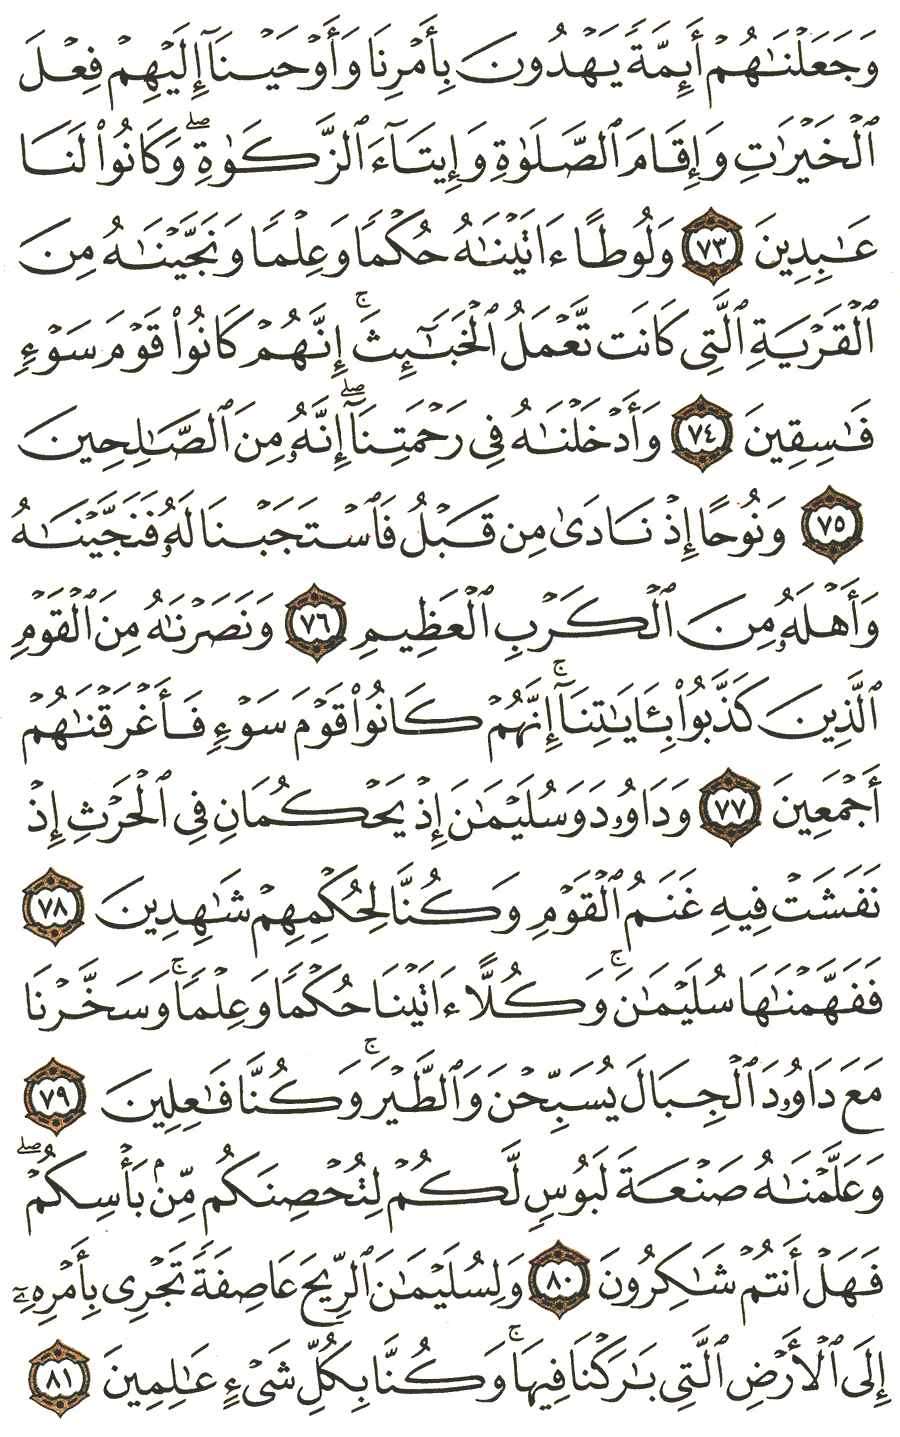 وَجَعَلۡنَٰهُمۡ أَئِمَّةٗ يَهۡدُونَ بِأَمۡرِنَا وَأَوۡحَيۡنَآ إِلَيۡهِمۡ فِعۡلَ
ٱلۡخَيۡرَٰتِ وَإِقَامَ ٱلصَّلَوٰةِ وَإِيتَآءَ ٱلزَّكَوٰةِۖ وَكَانُواْ لَنَا
عَٰبِدِينَ ٧٣ وَلُوطًا ءَاتَيۡنَٰهُ حُكۡمٗا وَعِلۡمٗا وَنَجَّيۡنَٰهُ مِنَ
ٱلۡقَرۡيَةِ ٱلَّتِي كَانَت تَّعۡمَلُ ٱلۡخَبَٰٓئِثَۚ إِنَّهُمۡ كَانُواْ قَوۡمَ سَوۡءٖ
فَٰسِقِينَ ٧٤ وَأَدۡخَلۡنَٰهُ فِي رَحۡمَتِنَآۖ إِنَّهُۥ مِنَ ٱلصَّٰلِحِينَ
٧٥ وَنُوحًا إِذۡ نَادَىٰ مِن قَبۡلُ فَٱسۡتَجَبۡنَا لَهُۥ فَنَجَّيۡنَٰهُ
وَأَهۡلَهُۥ مِنَ ٱلۡكَرۡبِ ٱلۡعَظِيمِ ٧٦ وَنَصَرۡنَٰهُ مِنَ ٱلۡقَوۡمِ
ٱلَّذِينَ كَذَّبُواْ بِـَٔايَٰتِنَآۚ إِنَّهُمۡ كَانُواْ قَوۡمَ سَوۡءٖ فَأَغۡرَقۡنَٰهُمۡ
أَجۡمَعِينَ ٧٧ وَدَاوُۥدَ وَسُلَيۡمَٰنَ إِذۡ يَحۡكُمَانِ فِي ٱلۡحَرۡثِ إِذۡ
نَفَشَتۡ فِيهِ غَنَمُ ٱلۡقَوۡمِ وَكُنَّا لِحُكۡمِهِمۡ شَٰهِدِينَ ٧٨
فَفَهَّمۡنَٰهَا سُلَيۡمَٰنَۚ وَكُلًّا ءَاتَيۡنَا حُكۡمٗا وَعِلۡمٗاۚ وَسَخَّرۡنَا
مَعَ دَاوُۥدَ ٱلۡجِبَالَ يُسَبِّحۡنَ وَٱلطَّيۡرَۚ وَكُنَّا فَٰعِلِينَ ٧٩
وَعَلَّمۡنَٰهُ صَنۡعَةَ لَبُوسٖ لَّكُمۡ لِتُحۡصِنَكُم مِّنۢ بَأۡسِكُمۡۖ
فَهَلۡ أَنتُمۡ شَٰكِرُونَ ٨٠ وَلِسُلَيۡمَٰنَ ٱلرِّيحَ عَاصِفَةٗ تَجۡرِي بِأَمۡرِهِۦٓ
إِلَى ٱلۡأَرۡضِ ٱلَّتِي بَٰرَكۡنَا فِيهَاۚ وَكُنَّا بِكُلِّ شَيۡءٍ عَٰلِمِينَ ٨١